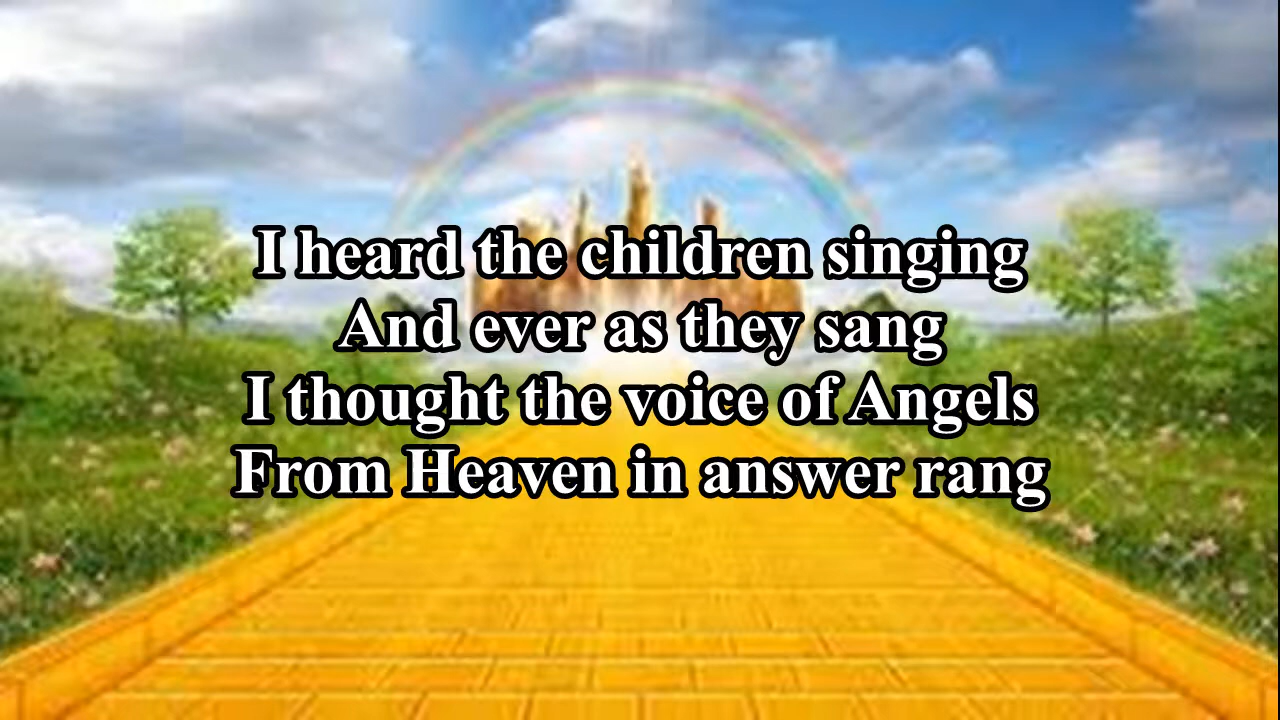 I heard the children singing
And ever as they sang
I thought the voice of Angels
From Heaven in answer rang